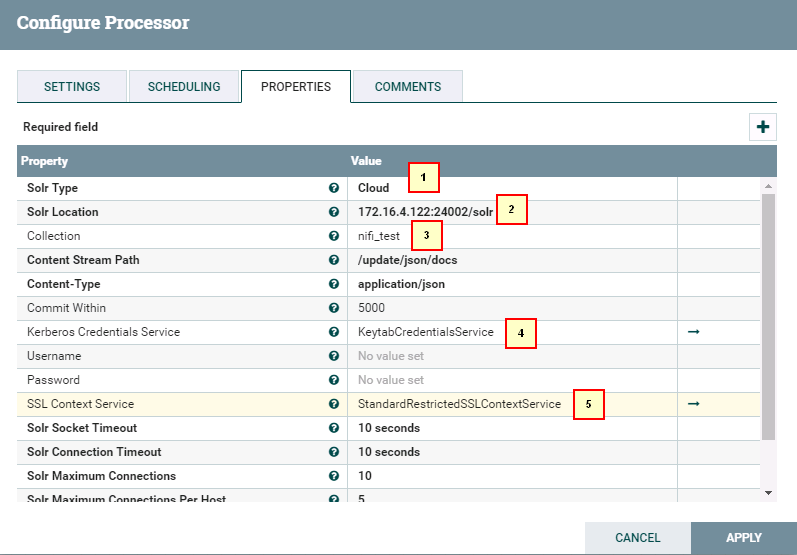 Configure Processor
SETTINGS SCHEDULING PROPERTIES COMMENTS
Required field
Property Value
1
Solr Type Cloud
Solr Location 172.16.4.122:24002/solr 2
Collection nifi_test 3
Content Stream Path /update/json/docs
Content-Type application/json
Commit Within 5000
Kerberos Credentials Service KeytabCredentialsService 4
Username No value set
Password No value set
SSL Context Service StandardRestrictedSSLContextService 5
Solr Socket Timeout 10 seconds
Solr Connection Timeout 10 seconds
Solr Maximum Connections 10
Solr Maximum Connections Per Host 5
CANCEL APPLY